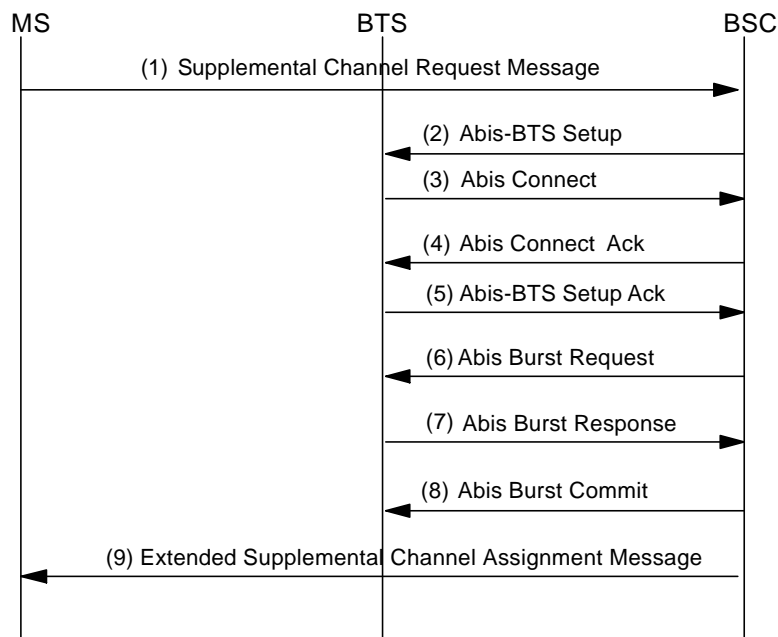 MS BTS BSC
(1) Supplemental Channel Request Message
(2) Abis-BTS Setup
(3) Abis Connect
(4) Abis Connect Ack
(5) Abis-BTS Setup Ack
(6) Abis Burst Request
(7) Abis Burst Response
(8) Abis Burst Commit
(9) Extended Supplemental Channel Assignment Message